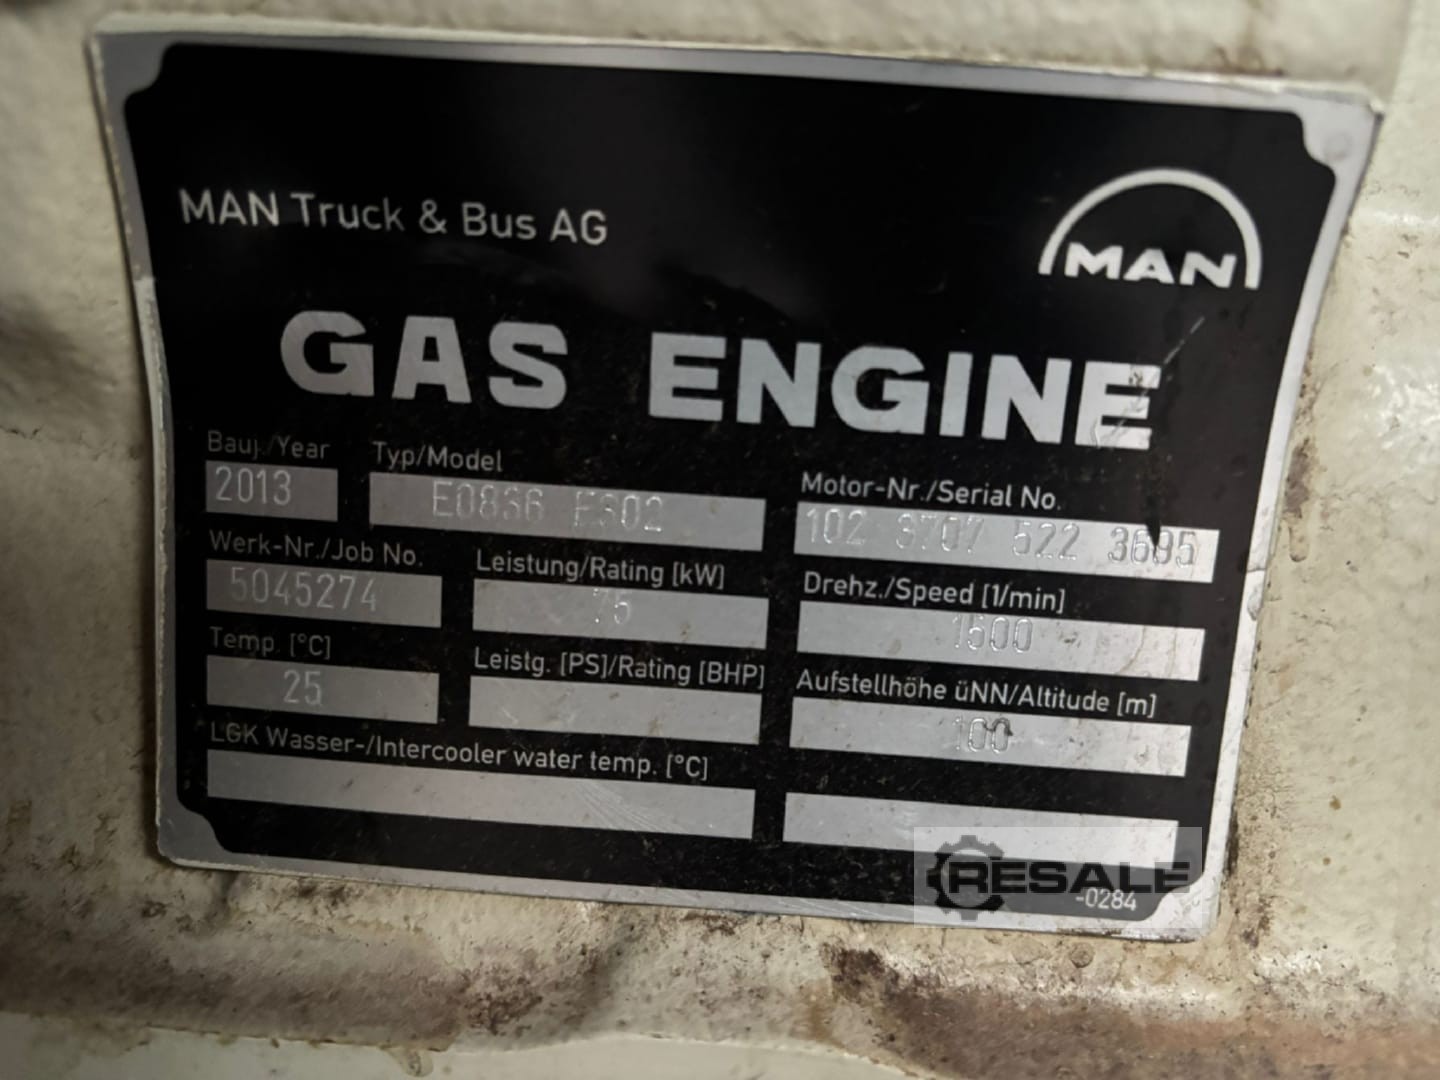 MAN Truck & Bus AG
MAN
GAS ENGINE
Bauj./Year Typ/Model Motor-Nr./Serial No.
2013 E0836 E302 102 3707 522 3695
Werk-Nr./Job No. Leistung/Rating [kW] Drehz./Speed [1/min]
5045274 75 1500
Temp. [°C] Leistg. [PS]/Rating [BHP] Aufstellhöhe üNN/Altitude [m]
25 100
LGK Wasser-/Intercooler water temp. [°C]
RESALE
-0284